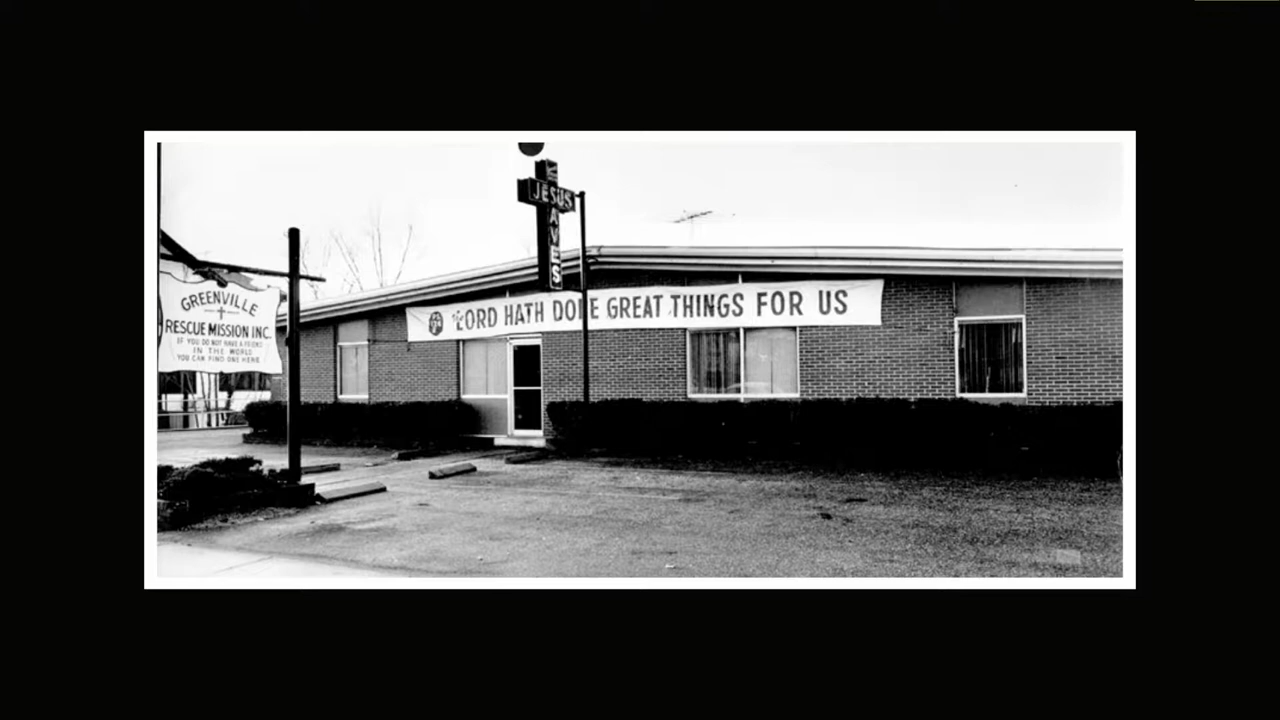 GREENVILLE
RESCUE MISSION INC.
IF YOU DO NOT HAVE A FRIEND
IN THE WORLD
YOU CAN FIND ONE HERE
JESUS
SAVES
The LORD HATH DONE GREAT THINGS FOR US